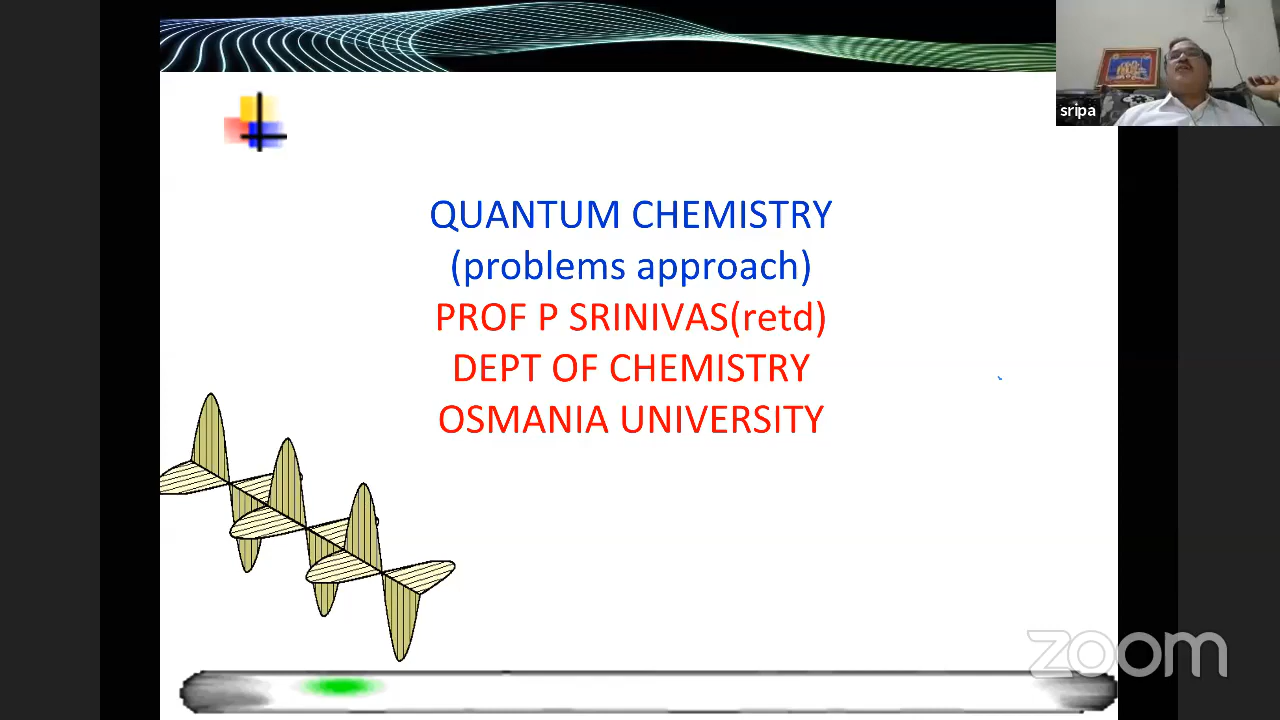 sripa
QUANTUM CHEMISTRY
(problems approach)
PROF P SRINIVAS(retd)
DEPT OF CHEMISTRY
OSMANIA UNIVERSITY
zoom